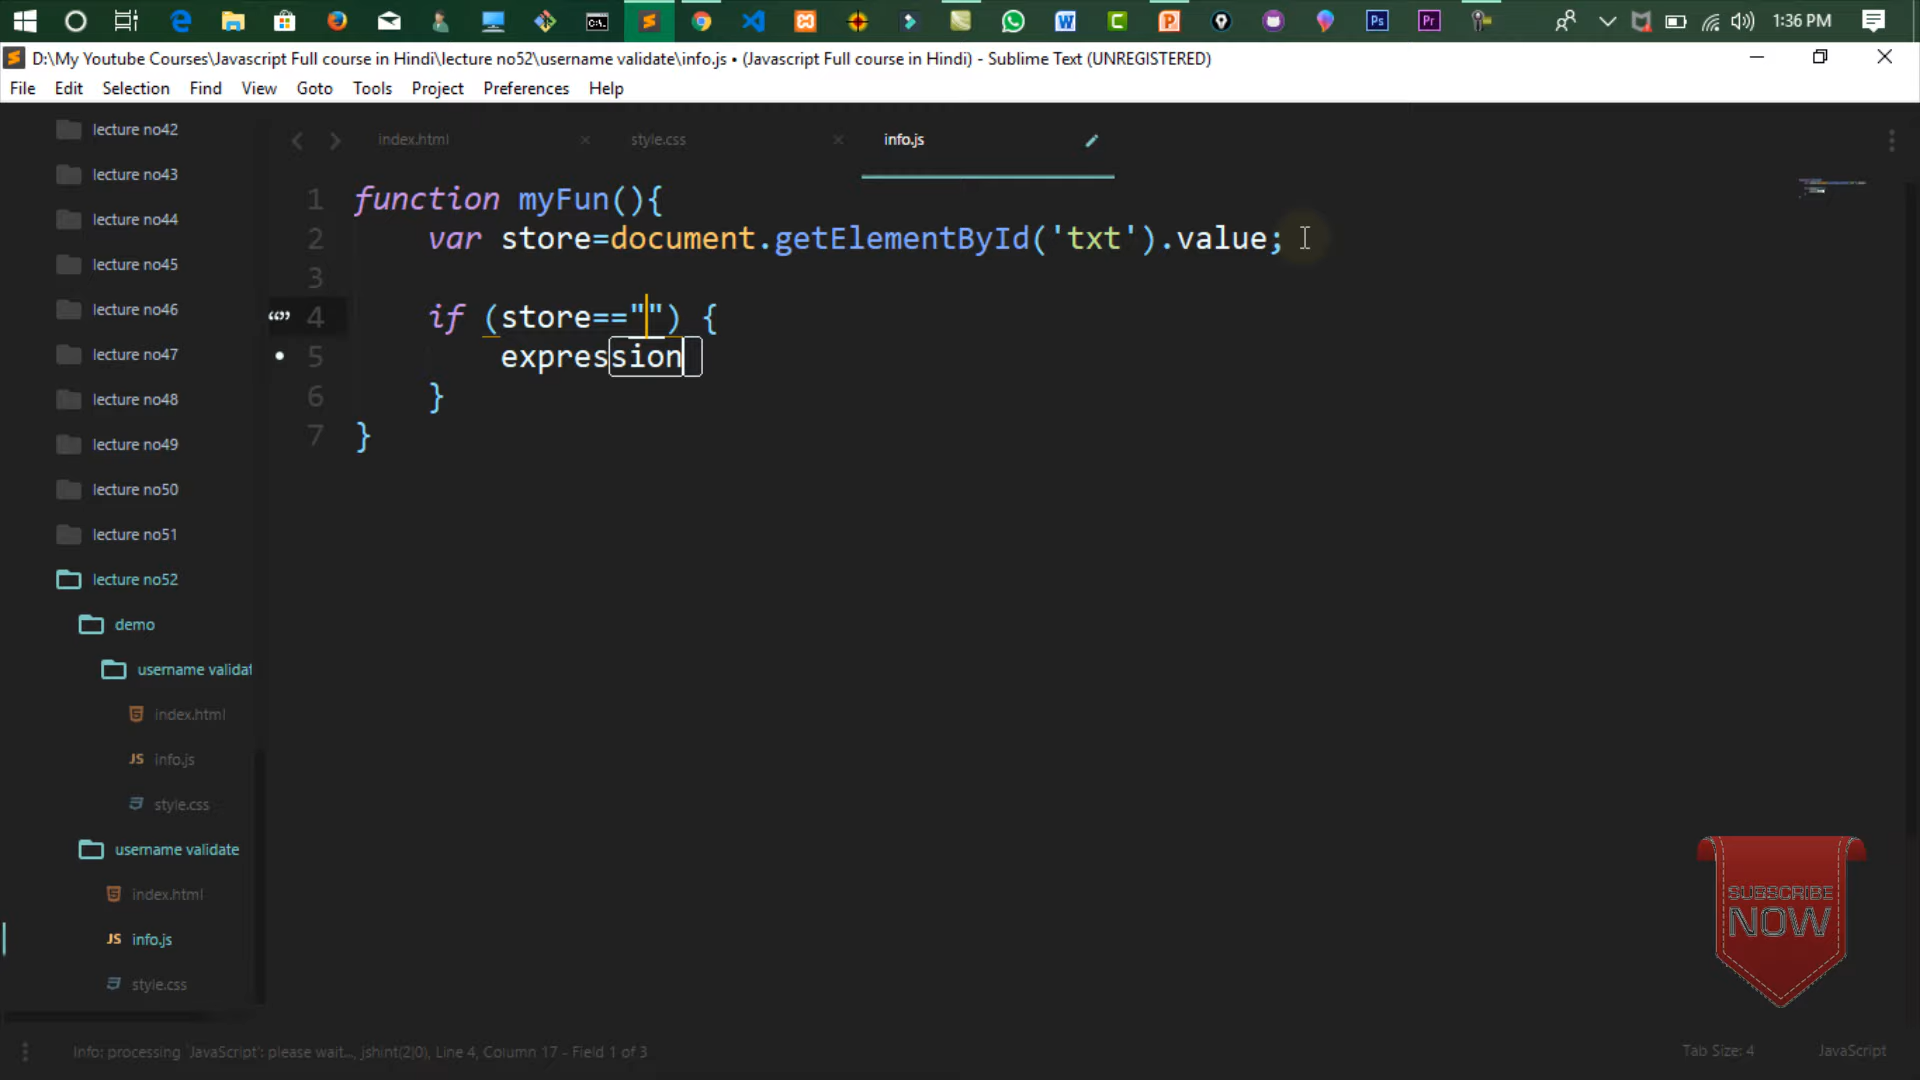 1:36 PM
D:\My Youtube Courses\Javascript Full course in Hindi\lecture no52\username validate\info.js • (Javascript Full course in Hindi) - Sublime Text (UNREGISTERED)
File Edit Selection Find View Goto Tools Project Preferences Help
index.html style.css info.js
lecture no42
lecture no43
lecture no44
lecture no45
lecture no46
lecture no47
lecture no48
lecture no49
lecture no50
lecture no51
lecture no52
demo
username validat
index.html
JS info.js
style.css
username validate
index.html
JS info.js
style.css
1 function myFun(){
2 var store=document.getElementById('txt').value;
3
4 if (store=="") {
5 expression
6 }
7 }
SUBSCRIBE
NOW
Info: processing `JavaScript': please wait..., jshint(2|0), Line 4, Column 17 - Field 1 of 3
Tab Size: 4 JavaScript